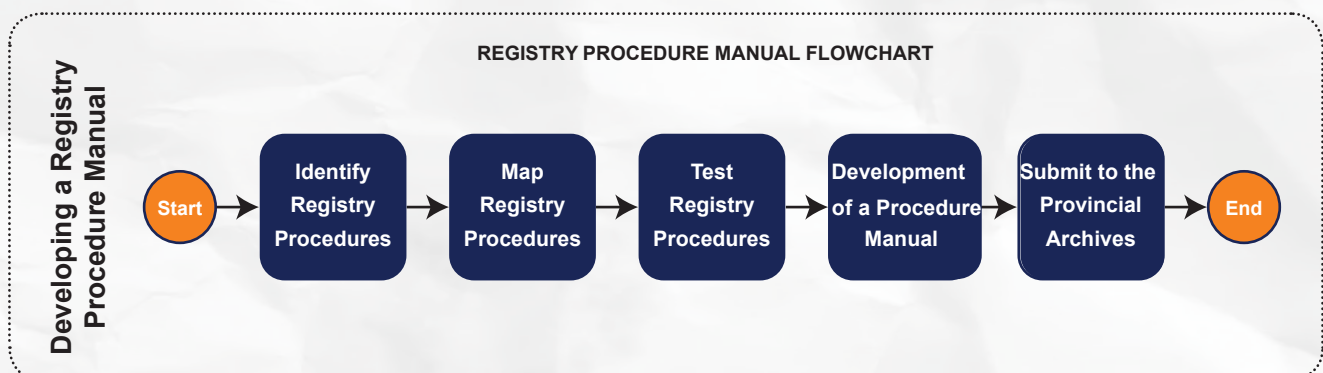 REGISTRY PROCEDURE MANUAL FLOWCHART
Developing a Registry
Procedure Manual
Start
Identify
Registry
Procedures
Map
Registry
Procedures
Test
Registry
Procedures
Development
of a Procedure
Manual
Submit to the
Provincial
Archives
End